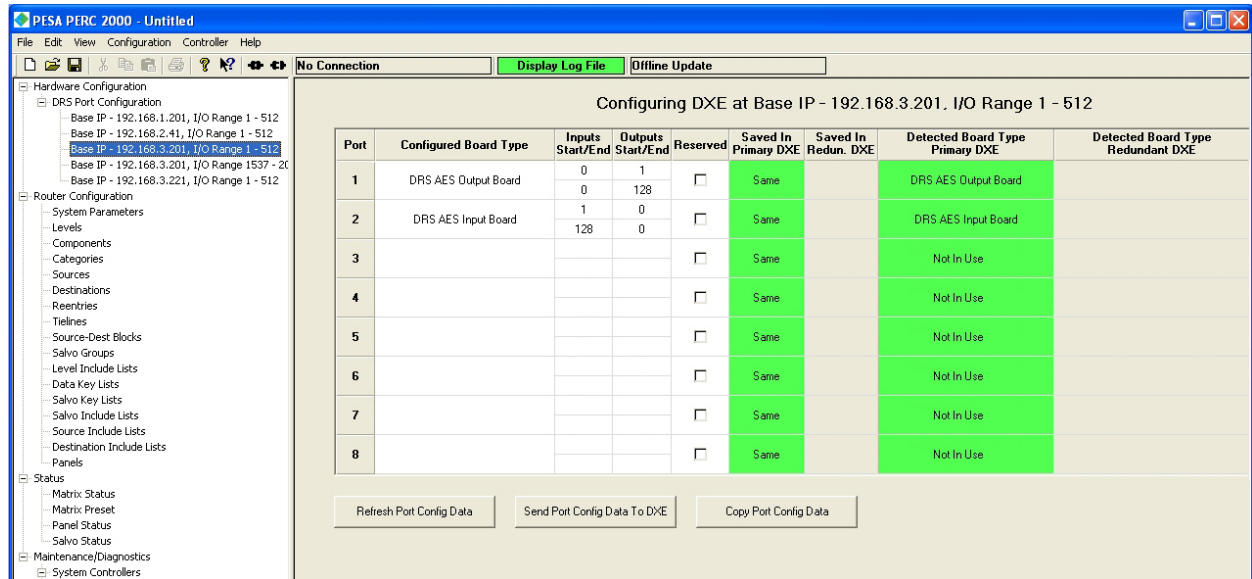 PESA PERC 2000 - Untitled
File Edit View Configuration Controller Help
No Connection Display Log File Offline Update
Hardware Configuration
DRS Port Configuration
Base IP - 192.168.1.201, I/O Range 1 - 512
Base IP - 192.168.2.41, I/O Range 1 - 512
Base IP - 192.168.3.201, I/O Range 1 - 512
Base IP - 192.168.3.201, I/O Range 1537 - 20
Base IP - 192.168.3.221, I/O Range 1 - 512
Router Configuration
System Parameters
Levels
Components
Categories
Sources
Destinations
Reentries
Tielines
Source-Dest Blocks
Salvo Groups
Level Include Lists
Data Key Lists
Salvo Key Lists
Salvo Include Lists
Source Include Lists
Destination Include Lists
Panels
Status
Matrix Status
Matrix Preset
Panel Status
Salvo Status
Maintenance/Diagnostics
System Controllers
Configuring DXE at Base IP - 192.168.3.201, I/O Range 1 - 512
Port Configured Board Type Inputs Start/End Outputs Start/End Reserved Saved In Primary DXE Saved In Redun. DXE Detected Board Type Primary DXE Detected Board Type Redundant DXE
1 DRS AES Output Board 0 1 Same DRS AES Output Board
0 128
2 DRS AES Input Board 1 0 Same DRS AES Input Board
128 0
3 Same Not In Use
4 Same Not In Use
5 Same Not In Use
6 Same Not In Use
7 Same Not In Use
8 Same Not In Use
Refresh Port Config Data Send Port Config Data To DXE Copy Port Config Data